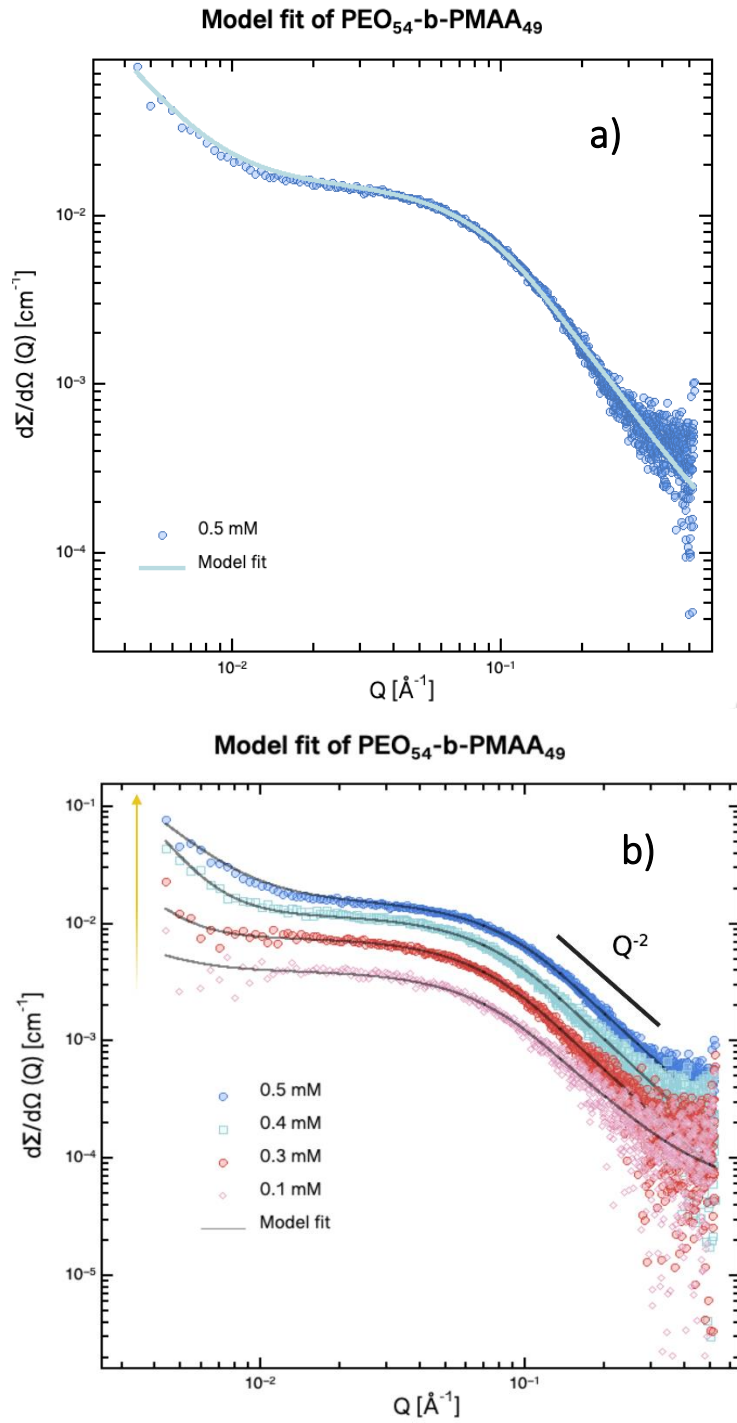 Model fit of PEO₅₄-b-PMAA₄₉
a)
10⁻²
10⁻³
10⁻⁴
dΣ/dΩ (Q) [cm⁻¹]
0.5 mM
Model fit
10⁻² 10⁻¹
Q [Å⁻¹]
Model fit of PEO₅₄-b-PMAA₄₉
b)
10⁻¹
10⁻²
Q⁻²
10⁻³
10⁻⁴
10⁻⁵
dΣ/dΩ (Q) [cm⁻¹]
0.5 mM
0.4 mM
0.3 mM
0.1 mM
Model fit
10⁻² 10⁻¹
Q [Å⁻¹]